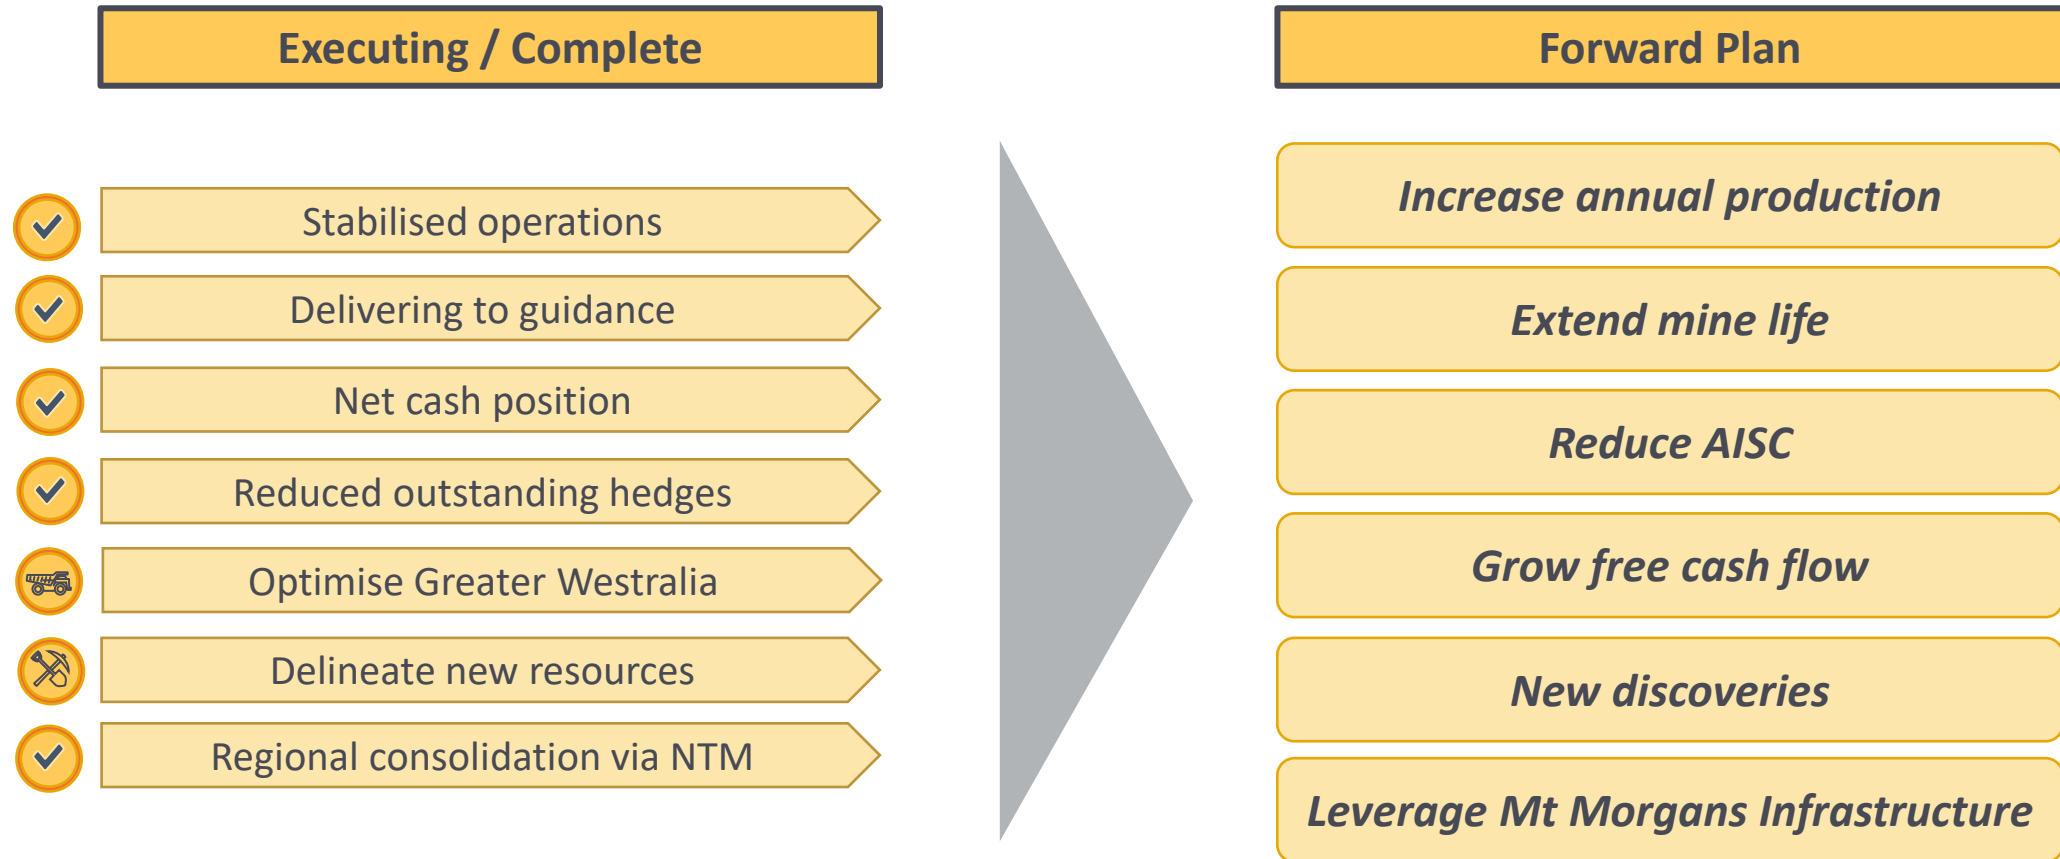 Executing / Complete
Stabilised operations
Delivering to guidance
Net cash position
Reduced outstanding hedges
Optimise Greater Westralia
Delineate new resources
Regional consolidation via NTM
Forward Plan
Increase annual production
Extend mine life
Reduce AISC
Grow free cash flow
New discoveries
Leverage Mt Morgans Infrastructure